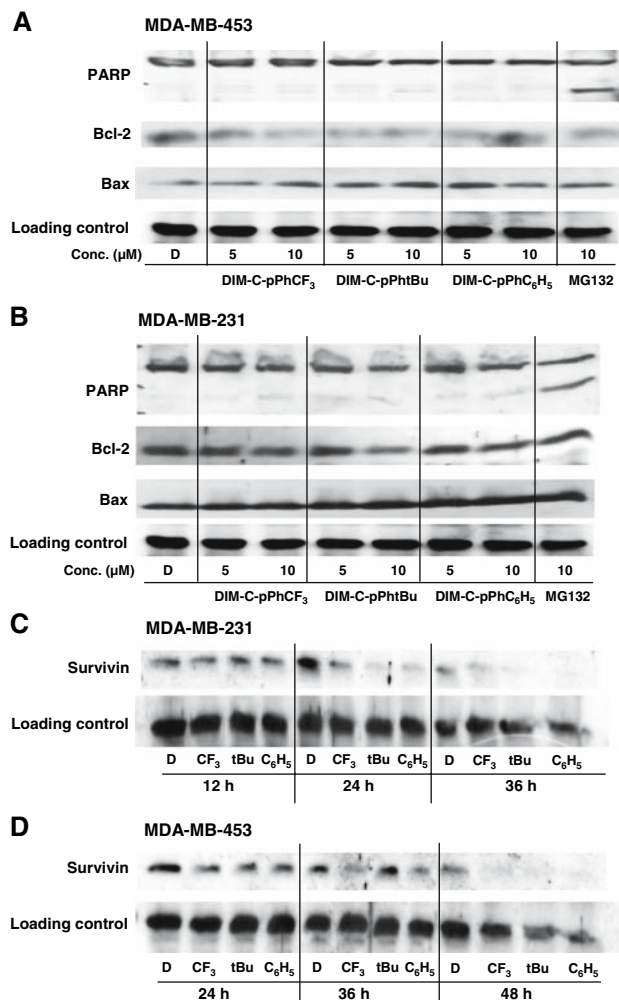 A
MDA-MB-453
PARP
Bcl-2
Bax
Loading control
Conc. (µM) D 5 10 5 10 5 10 10
DIM-C-pPhCF₃ DIM-C-pPhtBu DIM-C-pPhC₆H₅ MG132
B
MDA-MB-231
PARP
Bcl-2
Bax
Loading control
Conc. (µM) D 5 10 5 10 5 10 10
DIM-C-pPhCF₃ DIM-C-pPhtBu DIM-C-pPhC₆H₅ MG132
C
MDA-MB-231
Survivin
Loading control
D CF₃ tBu C₆H₅ D CF₃ tBu C₆H₅ D CF₃ tBu C₆H₅
12 h 24 h 36 h
D
MDA-MB-453
Survivin
Loading control
D CF₃ tBu C₆H₅ D CF₃ tBu C₆H₅ D CF₃ tBu C₆H₅
24 h 36 h 48 h